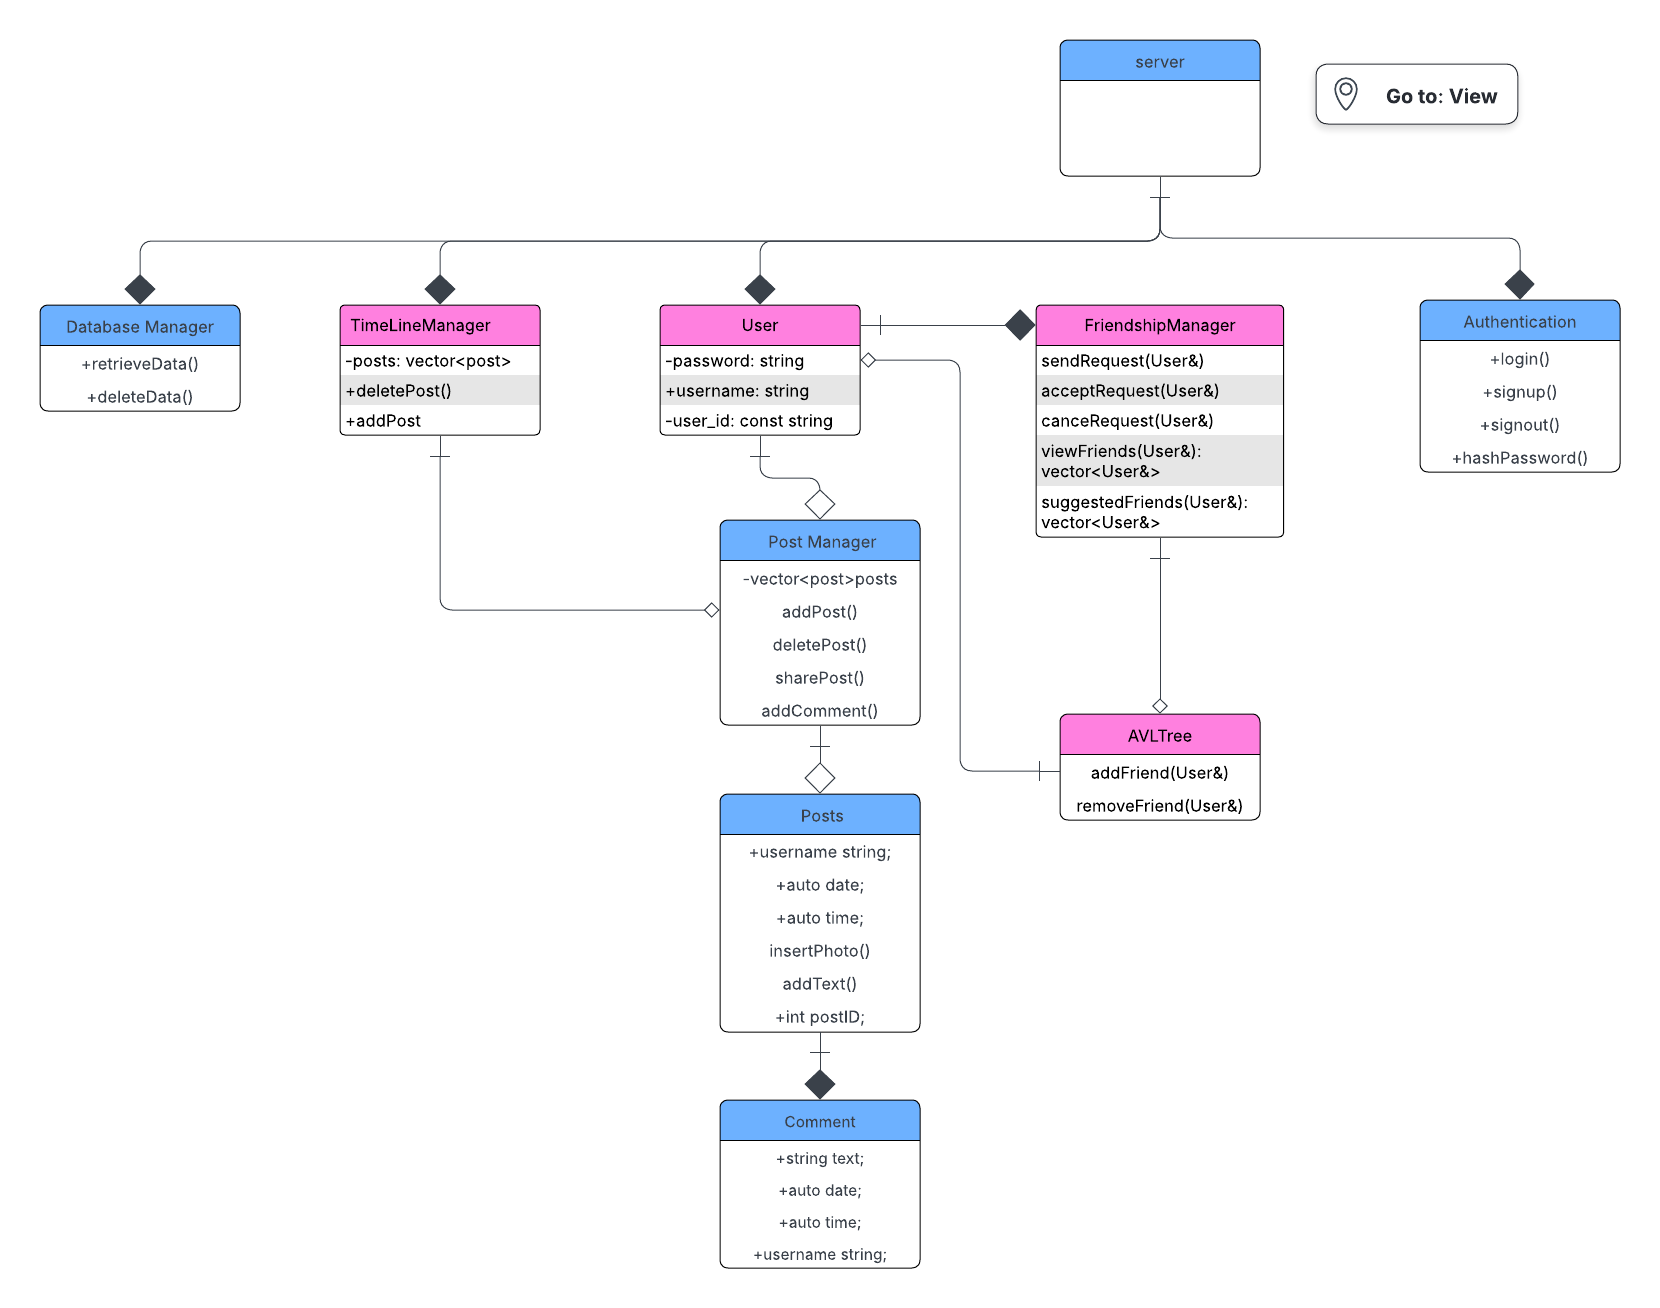 server
Go to: View
Database Manager
+retrieveData()
+deleteData()
TimeLineManager
-posts: vector<post>
+deletePost()
+addPost
User
-password: string
+username: string
-user_id: const string
FriendshipManager
sendRequest(User&)
acceptRequest(User&)
canceRequest(User&)
viewFriends(User&):
vector<User&>
suggestedFriends(User&):
vector<User&>
Authentication
+login()
+signup()
+signout()
+hashPassword()
Post Manager
-vector<post>posts
addPost()
deletePost()
sharePost()
addComment()
AVLTree
addFriend(User&)
removeFriend(User&)
Posts
+username string;
+auto date;
+auto time;
insertPhoto()
addText()
+int postID;
Comment
+string text;
+auto date;
+auto time;
+username string;